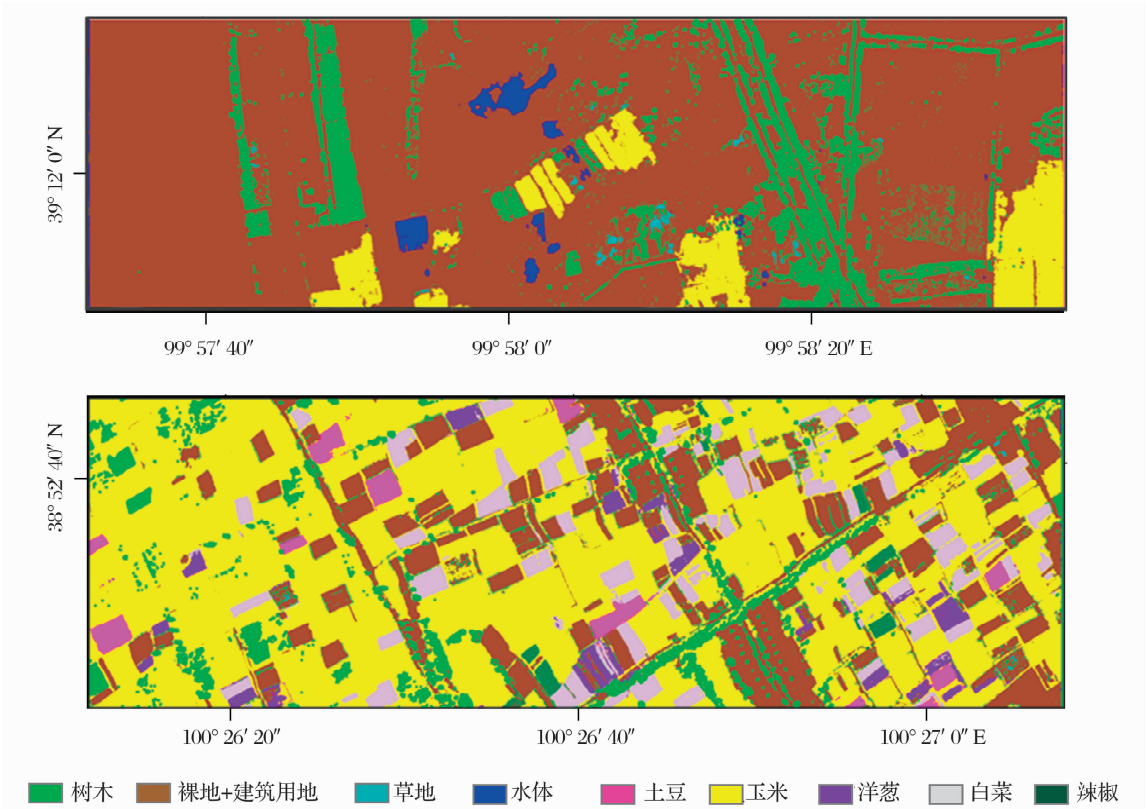 39° 12′ 0″ N
99° 57′ 40″ 99° 58′ 0″ 99° 58′ 20″ E
38° 52′ 40″ N
100° 26′ 20″ 100° 26′ 40″ 100° 27′ 0″ E
树木 裸地+建筑用地 草地 水体 土豆 玉米 洋葱 白菜 辣椒